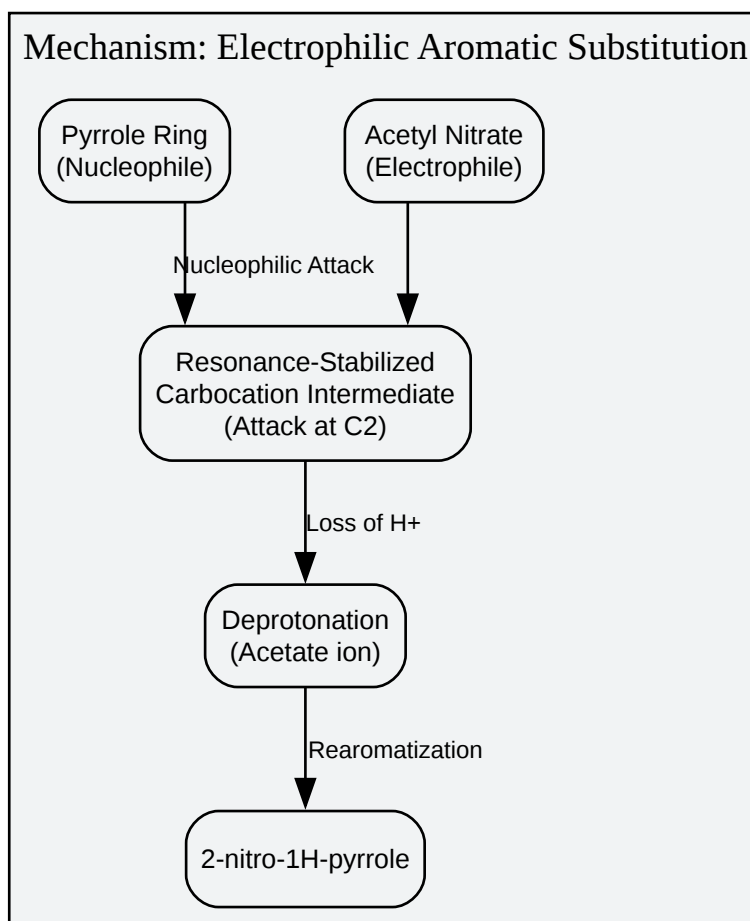 Mechanism: Electrophilic Aromatic Substitution
Pyrrole Ring
(Nucleophile)
Acetyl Nitrate
(Electrophile)
Nucleophilic Attack
Resonance-Stabilized
Carbocation Intermediate
(Attack at C2)
Loss of H+
Deprotonation
(Acetate ion)
Rearomatization
2-nitro-1H-pyrrole